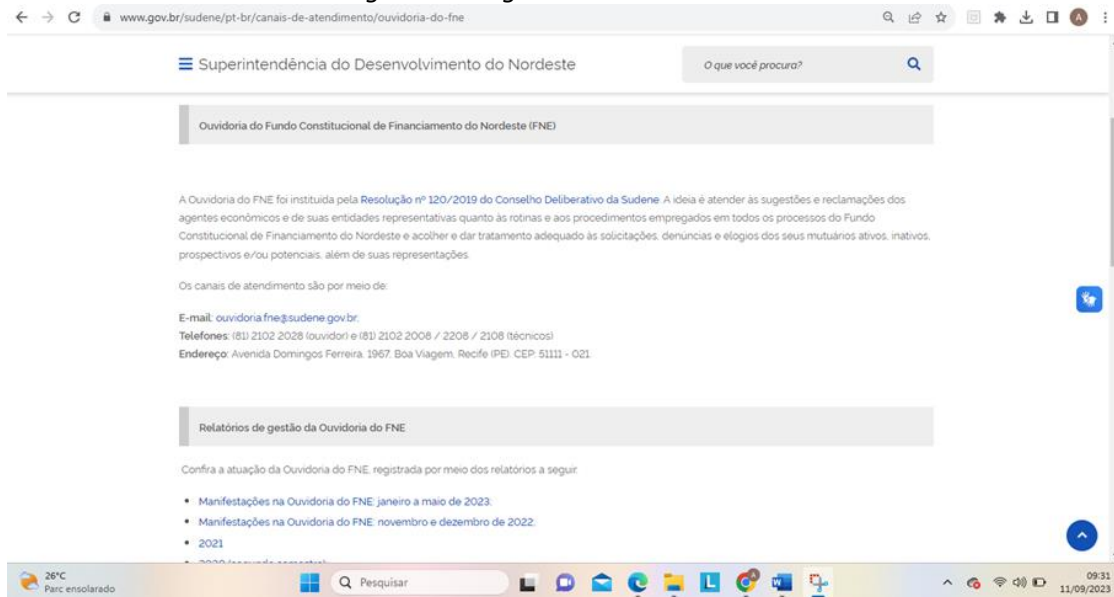 www.gov.br/sudene/pt-br/canais-de-atendimento/ouvidoria-do-fne
A
Superintendência do Desenvolvimento do Nordeste
O que você procura?
Ouvidoria do Fundo Constitucional de Financiamento do Nordeste (FNE)
A Ouvidoria do FNE foi instituída pela Resolução nº 120/2019 do Conselho Deliberativo da Sudene. A ideia é atender às sugestões e reclamações dos
agentes econômicos e de suas entidades representativas quanto às rotinas e aos procedimentos empregados em todos os processos do Fundo
Constitucional de Financiamento do Nordeste e acolher e dar tratamento adequado às solicitações, denúncias e elogios dos seus mutuários ativos, inativos,
prospectivos e/ou potenciais, além de suas representações.
Os canais de atendimento são por meio de:
E-mail: ouvidoria.fne@sudene.gov.br;
Telefones: (81) 2102 2028 (ouvidor) e (81) 2102 2008 / 2208 / 2108 (técnicos)
Endereço: Avenida Domingos Ferreira, 1967, Boa Viagem, Recife (PE). CEP: 51111 - 021
Relatórios de gestão da Ouvidoria do FNE
Confira a atuação da Ouvidoria do FNE, registrada por meio dos relatórios a seguir:
• Manifestações na Ouvidoria do FNE: janeiro a maio de 2023;
• Manifestações na Ouvidoria do FNE: novembro e dezembro de 2022.
• 2021
• 2020 (segundo semestre)
26°C
Parc ensolarado
Pesquisar
09:31
11/09/2023